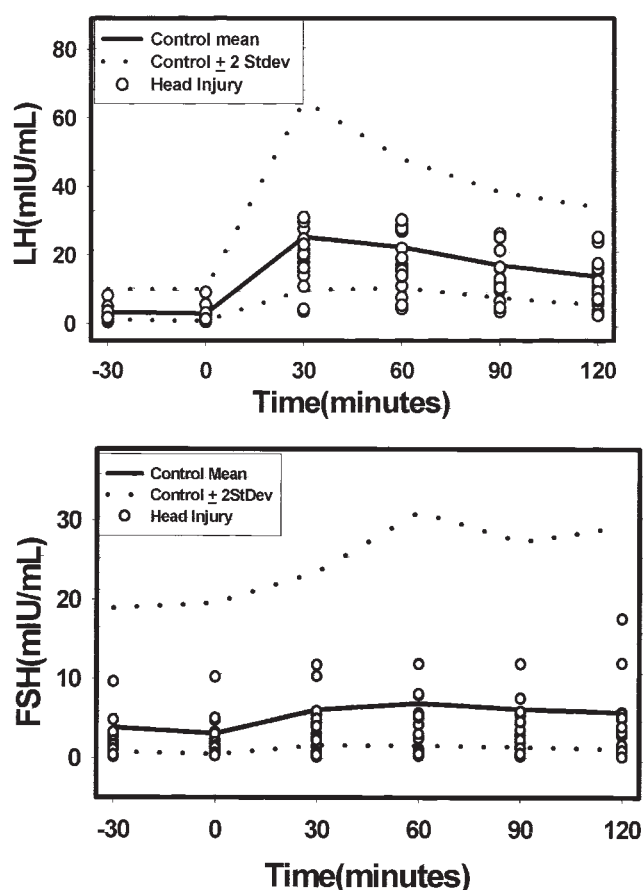 80
60
40
20
0
LH(mIU/mL)
Control mean
Control ± 2 Stdev
Head Injury
-30 0 30 60 90 120
Time(minutes)
30
20
10
0
FSH(mIU/mL)
Control Mean
Control ± 2StDev
Head Injury
-30 0 30 60 90 120
Time(minutes)